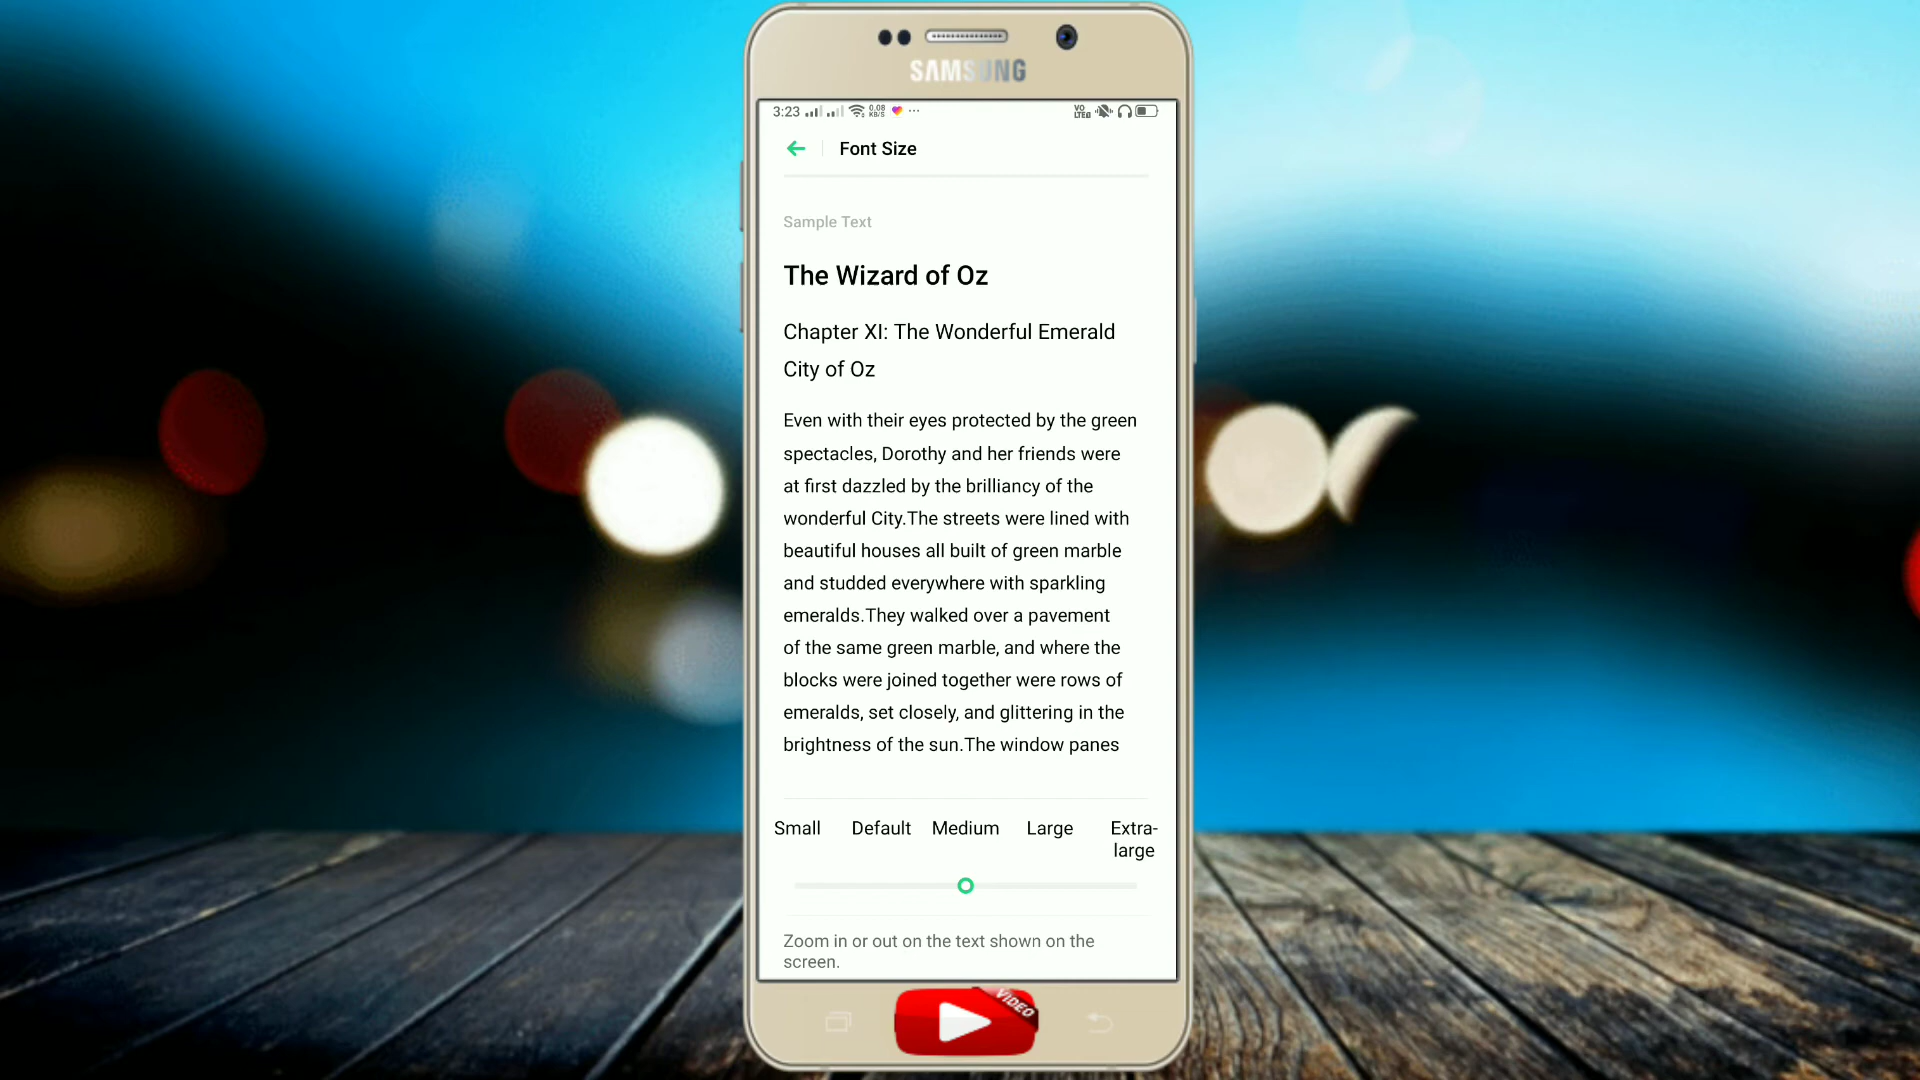 SAMSUNG
3:23
0.08
KB/S
VO
LTE
Font Size
Sample Text
The Wizard of Oz
Chapter XI: The Wonderful Emerald
City of Oz
Even with their eyes protected by the green
spectacles, Dorothy and her friends were
at first dazzled by the brilliancy of the
wonderful City.The streets were lined with
beautiful houses all built of green marble
and studded everywhere with sparkling
emeralds.They walked over a pavement
of the same green marble, and where the
blocks were joined together were rows of
emeralds, set closely, and glittering in the
brightness of the sun.The window panes
Small Default Medium Large Extra-
large
Zoom in or out on the text shown on the
screen.
VIDEO